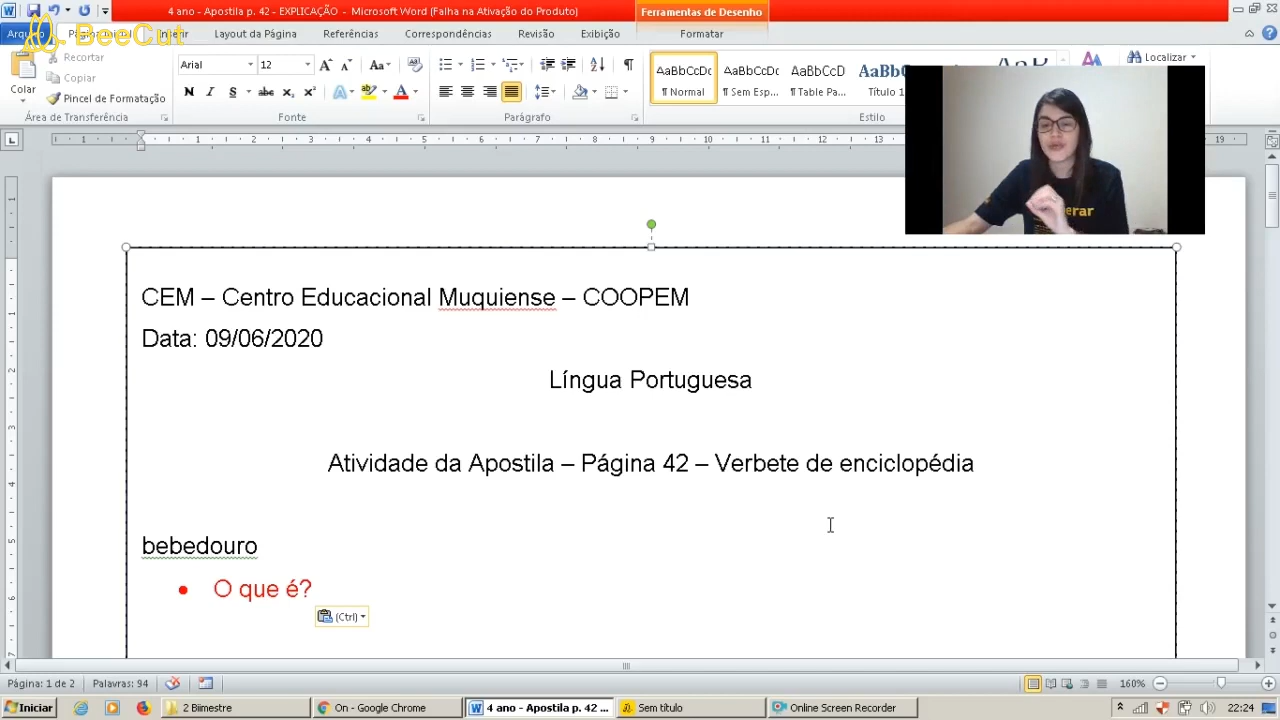 4 ano - Apostila p. 42 - EXPLICAÇÃO - Microsoft Word (Falha na Ativação do Produto)
Ferramentas de Desenho
BeeCut
Inserir
Layout da Página
Referências
Correspondências
Revisão
Exibição
Formatar
Recortar
Copiar
Pincel de Formatação
Colar
Área de Transferência
Arial
12
Fonte
Parágrafo
AaBbCcDc
¶ Normal
AaBbCcDc
¶ Sem Esp...
AaBbCcD
¶ Table Pa...
Título 1
Estilo
Localizar
CEM – Centro Educacional Muquiense – COOPEM
Data: 09/06/2020
Língua Portuguesa
Atividade da Apostila – Página 42 – Verbete de enciclopédia
bebedouro
• O que é?
(Ctrl)
Página: 1 de 2
Palavras: 94
160%
Iniciar
2 Bimestre
On - Google Chrome
4 ano - Apostila p. 42 ...
Sem título
Online Screen Recorder
22:24